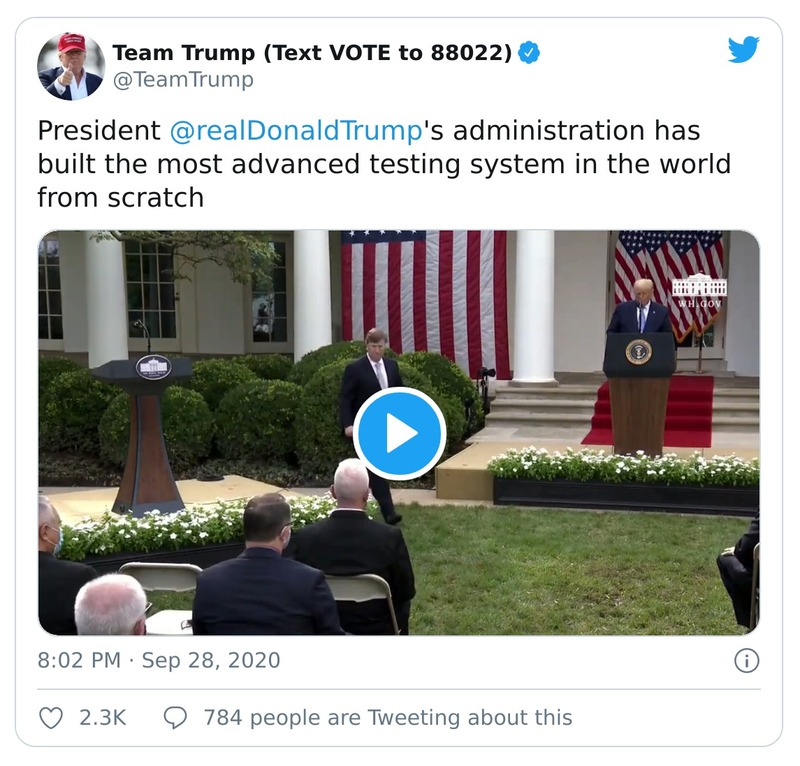 Team Trump (Text VOTE to 88022)
@TeamTrump
President @realDonaldTrump's administration has
built the most advanced testing system in the world
from scratch
WH.GOV
8:02 PM · Sep 28, 2020
2.3K
784 people are Tweeting about this